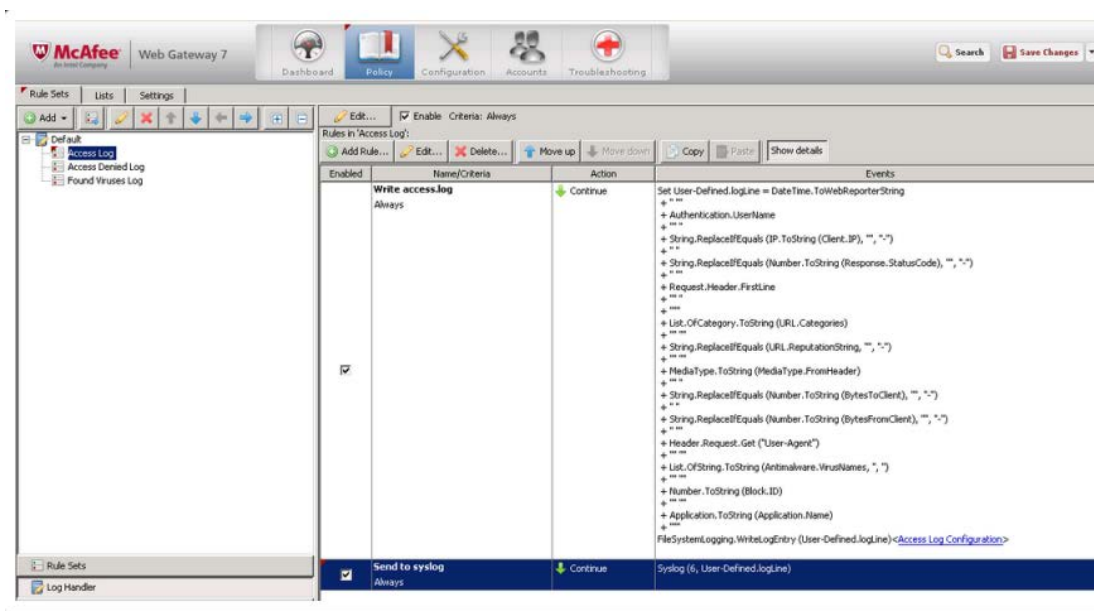 McAfee
An Intel Company
Web Gateway 7
Dashboard
Policy
Configuration
Accounts
Troubleshooting
Search
Save Changes
Rule Sets
Lists
Settings
Add
Edit...
Enable Criteria: Always
Default
Access Log
Access Denied Log
Found Viruses Log
Rules in 'Access Log':
Add Rule...
Edit...
Delete...
Move up
Move down
Copy
Paste
Show details
Enabled
Name/Criteria
Action
Events
Write access.log
Always
Continue
Set User-Defined.logLine = DateTime.ToWebReporterString
+ " ""
+ Authentication.UserName
+ "" "
+ String.ReplaceIfEquals (IP.ToString (Client.IP), "", "-")
+ " "
+ String.ReplaceIfEquals (Number.ToString (Response.StatusCode), "", "-")
+ " ""
+ Request.Header.FirstLine
+ "" "
+ """
+ List.OfCategory.ToString (URL.Categories)
+ "" ""
+ String.ReplaceIfEquals (URL.ReputationString, "", "-")
+ "" ""
+ MediaType.ToString (MediaType.FromHeader)
+ "" "
+ String.ReplaceIfEquals (Number.ToString (BytesToClient), "", "-")
+ " "
+ String.ReplaceIfEquals (Number.ToString (BytesFromClient), "", "-")
+ " ""
+ Header.Request.Get ("User-Agent")
+ "" ""
+ List.OfString.ToString (Antimalware.VirusNames, ", ")
+ "" ""
+ Number.ToString (Block.ID)
+ "" ""
+ Application.ToString (Application.Name)
+ """
FileSystemLogging.WriteLogEntry (User-Defined.logLine)<Access Log Configuration>
Send to syslog
Always
Continue
Syslog (6, User-Defined.logLine)
Rule Sets
Log Handler